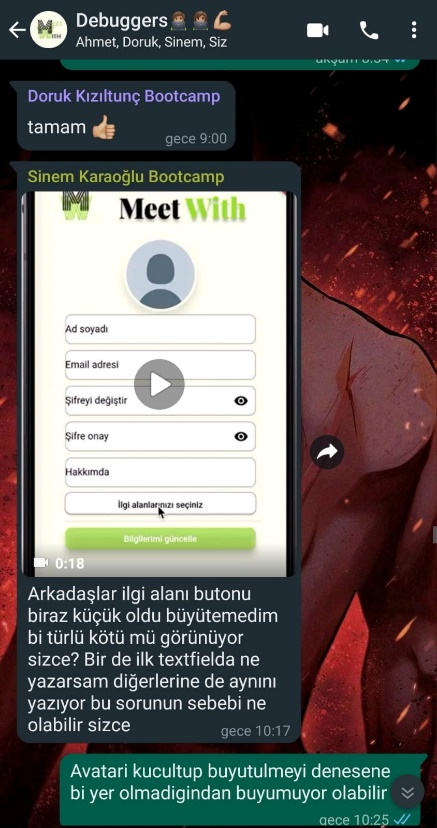 Debuggers
Ahmet, Doruk, Sinem, Siz
akşam 8:54
Doruk Kızıltunç Bootcamp
tamam 👍🏼
gece 9:00
Sinem Karaoğlu Bootcamp
Meet With
Ad soyadı
Email adresi
Şifreyi değiştir
Şifre onay
Hakkımda
İlgi alanlarınızı seçiniz
Bilgilerimi güncelle
0:18
Arkadaşlar ilgi alanı butonu
biraz küçük oldu büyütemedim
bi türlü kötü mü görünüyor
sizce? Bir de ilk textfielda ne
yazarsam diğerlerine de aynını
yazıyor bu sorunun sebebi ne
olabilir sizce
gece 10:17
Avatari kucultup buyutulmeyi denesene
bi yer olmadigindan buyumuyor olabilir
gece 10:25